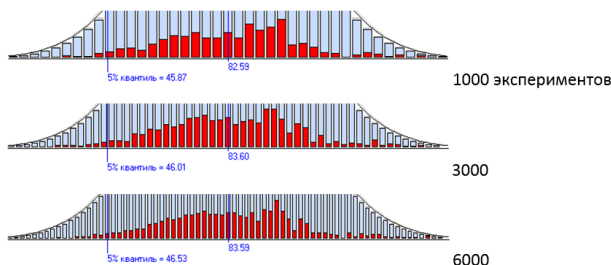 82.59
5% квантиль = 45.87
1000 экспериментов
83.60
5% квантиль = 46.01
3000
83.59
5% квантиль = 46.53
6000